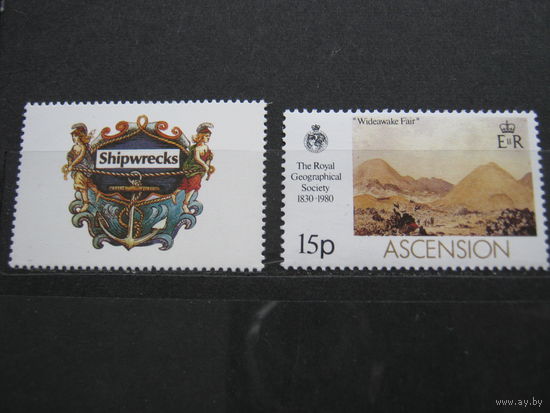 Shipwrecks
"Wideawake Fair"
EIIR
The Royal
Geographical
Society
1830-1980
15p
ASCENSION
www.ay.by